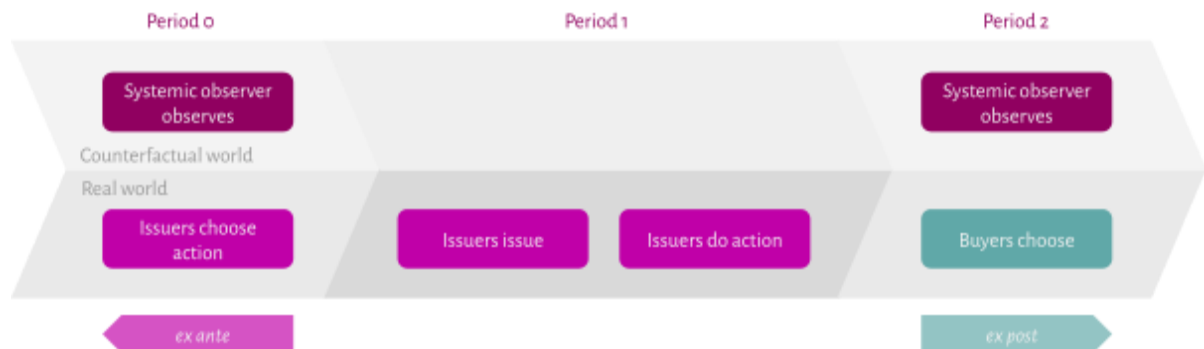 Period 0
Period 1
Period 2
Systemic observer
observes
Systemic observer
observes
Counterfactual world
Real world
Issuers choose
action
Issuers issue
Issuers do action
Buyers choose
ex ante
ex post